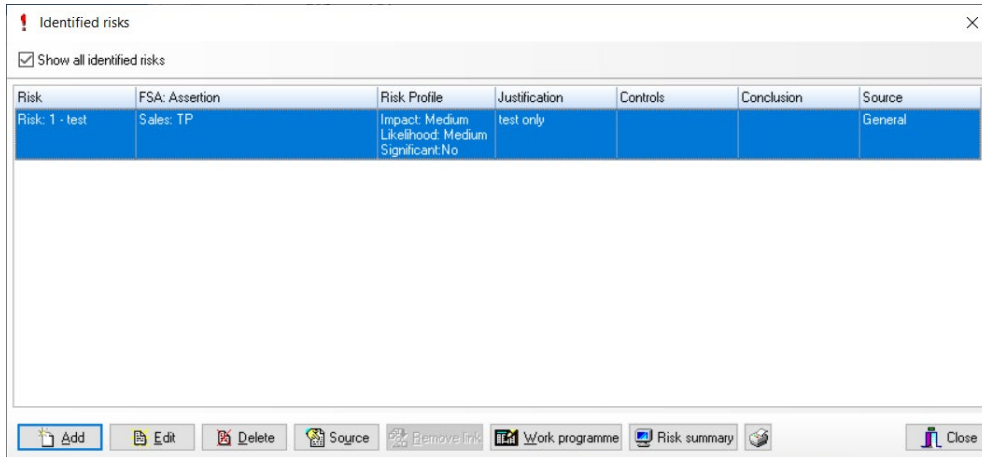 Identified risks
Show all identified risks
Risk FSA: Assertion Risk Profile Justification Controls Conclusion Source
Risk: 1 - test Sales: TP Impact: Medium test only General
Likelihood: Medium
Significant:No
Add Edit Delete Source Remove link Work programme Risk summary Close